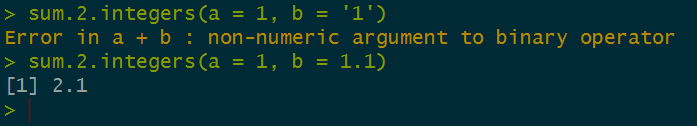 > sum.2.integers(a = 1, b = '1')
Error in a + b : non-numeric argument to binary operator
> sum.2.integers(a = 1, b = 1.1)
[1] 2.1
>